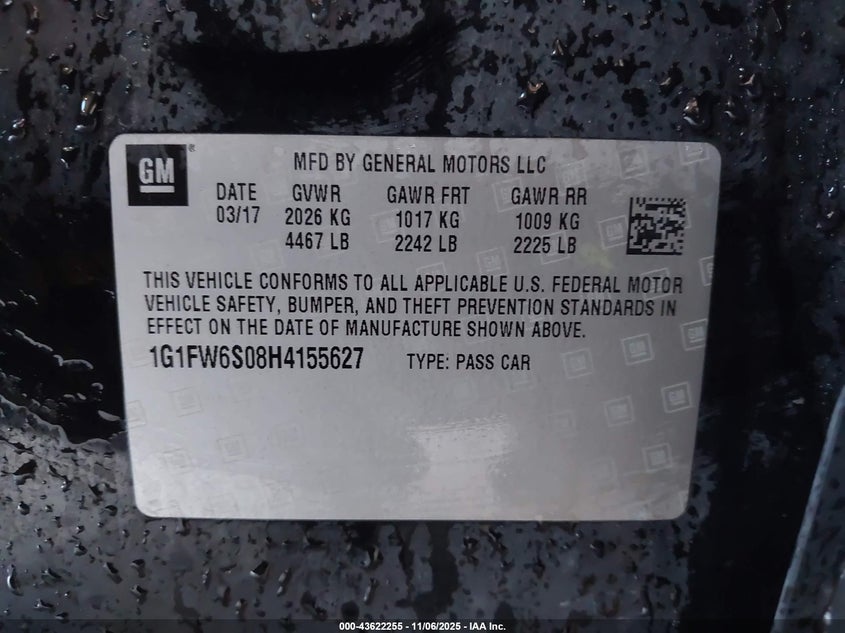 GM
MFD BY GENERAL MOTORS LLC
DATE GVWR GAWR FRT GAWR RR
03/17 2026 KG 1017 KG 1009 KG
4467 LB 2242 LB 2225 LB
THIS VEHICLE CONFORMS TO ALL APPLICABLE U.S. FEDERAL MOTOR
VEHICLE SAFETY, BUMPER, AND THEFT PREVENTION STANDARDS IN
EFFECT ON THE DATE OF MANUFACTURE SHOWN ABOVE.
1G1FW6S08H4155627 TYPE: PASS CAR
000-43622255 - 11/06/2025 - IAA Inc.